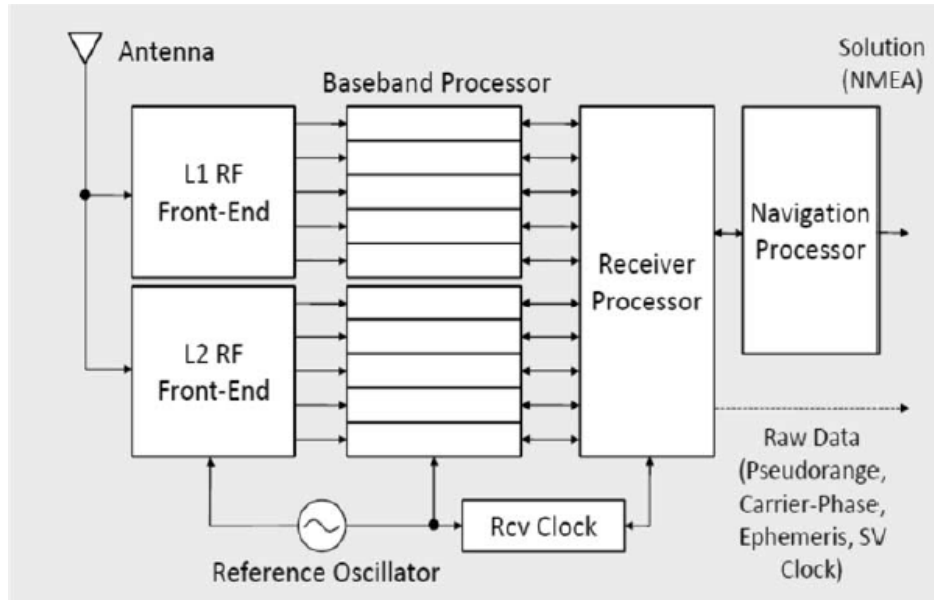 Antenna
Solution
(NMEA)
Baseband Processor
L1 RF
Front-End
L2 RF
Front-End
Receiver
Processor
Navigation
Processor
Raw Data
(Pseudorange,
Carrier-Phase,
Ephemeris, SV
Clock)
Rcv Clock
Reference Oscillator